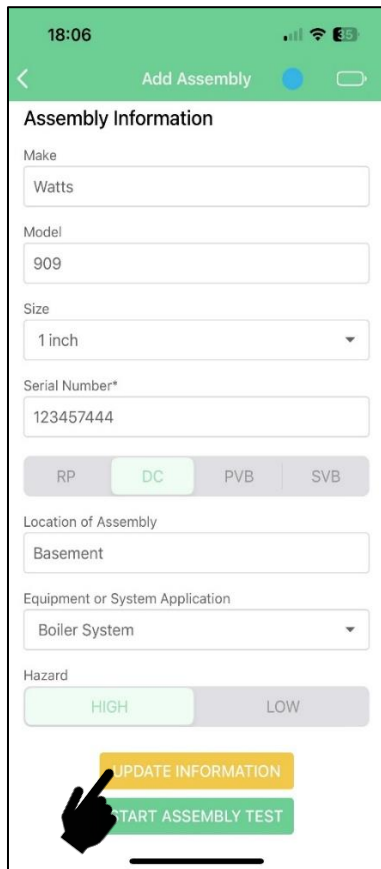 18:06
35
Add Assembly
Assembly Information
Make
Watts
Model
909
Size
1 inch
Serial Number*
123457444
RP DC PVB SVB
Location of Assembly
Basement
Equipment or System Application
Boiler System
Hazard
HIGH LOW
UPDATE INFORMATION
START ASSEMBLY TEST